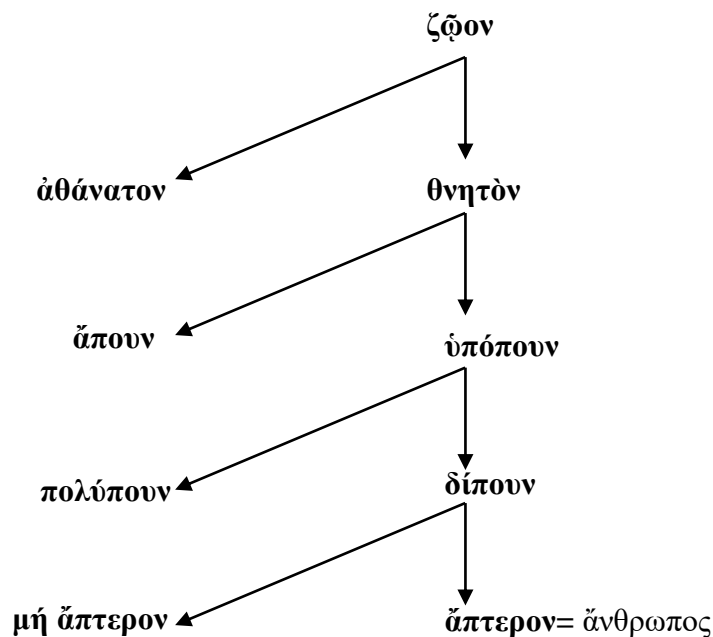 ζῷον
ἀθάνατον θνητὸν
ἄπουν ὑπόπουν
πολύπουν δίπουν
μή ἄπτερον ἄπτερον= ἄνθρωπος